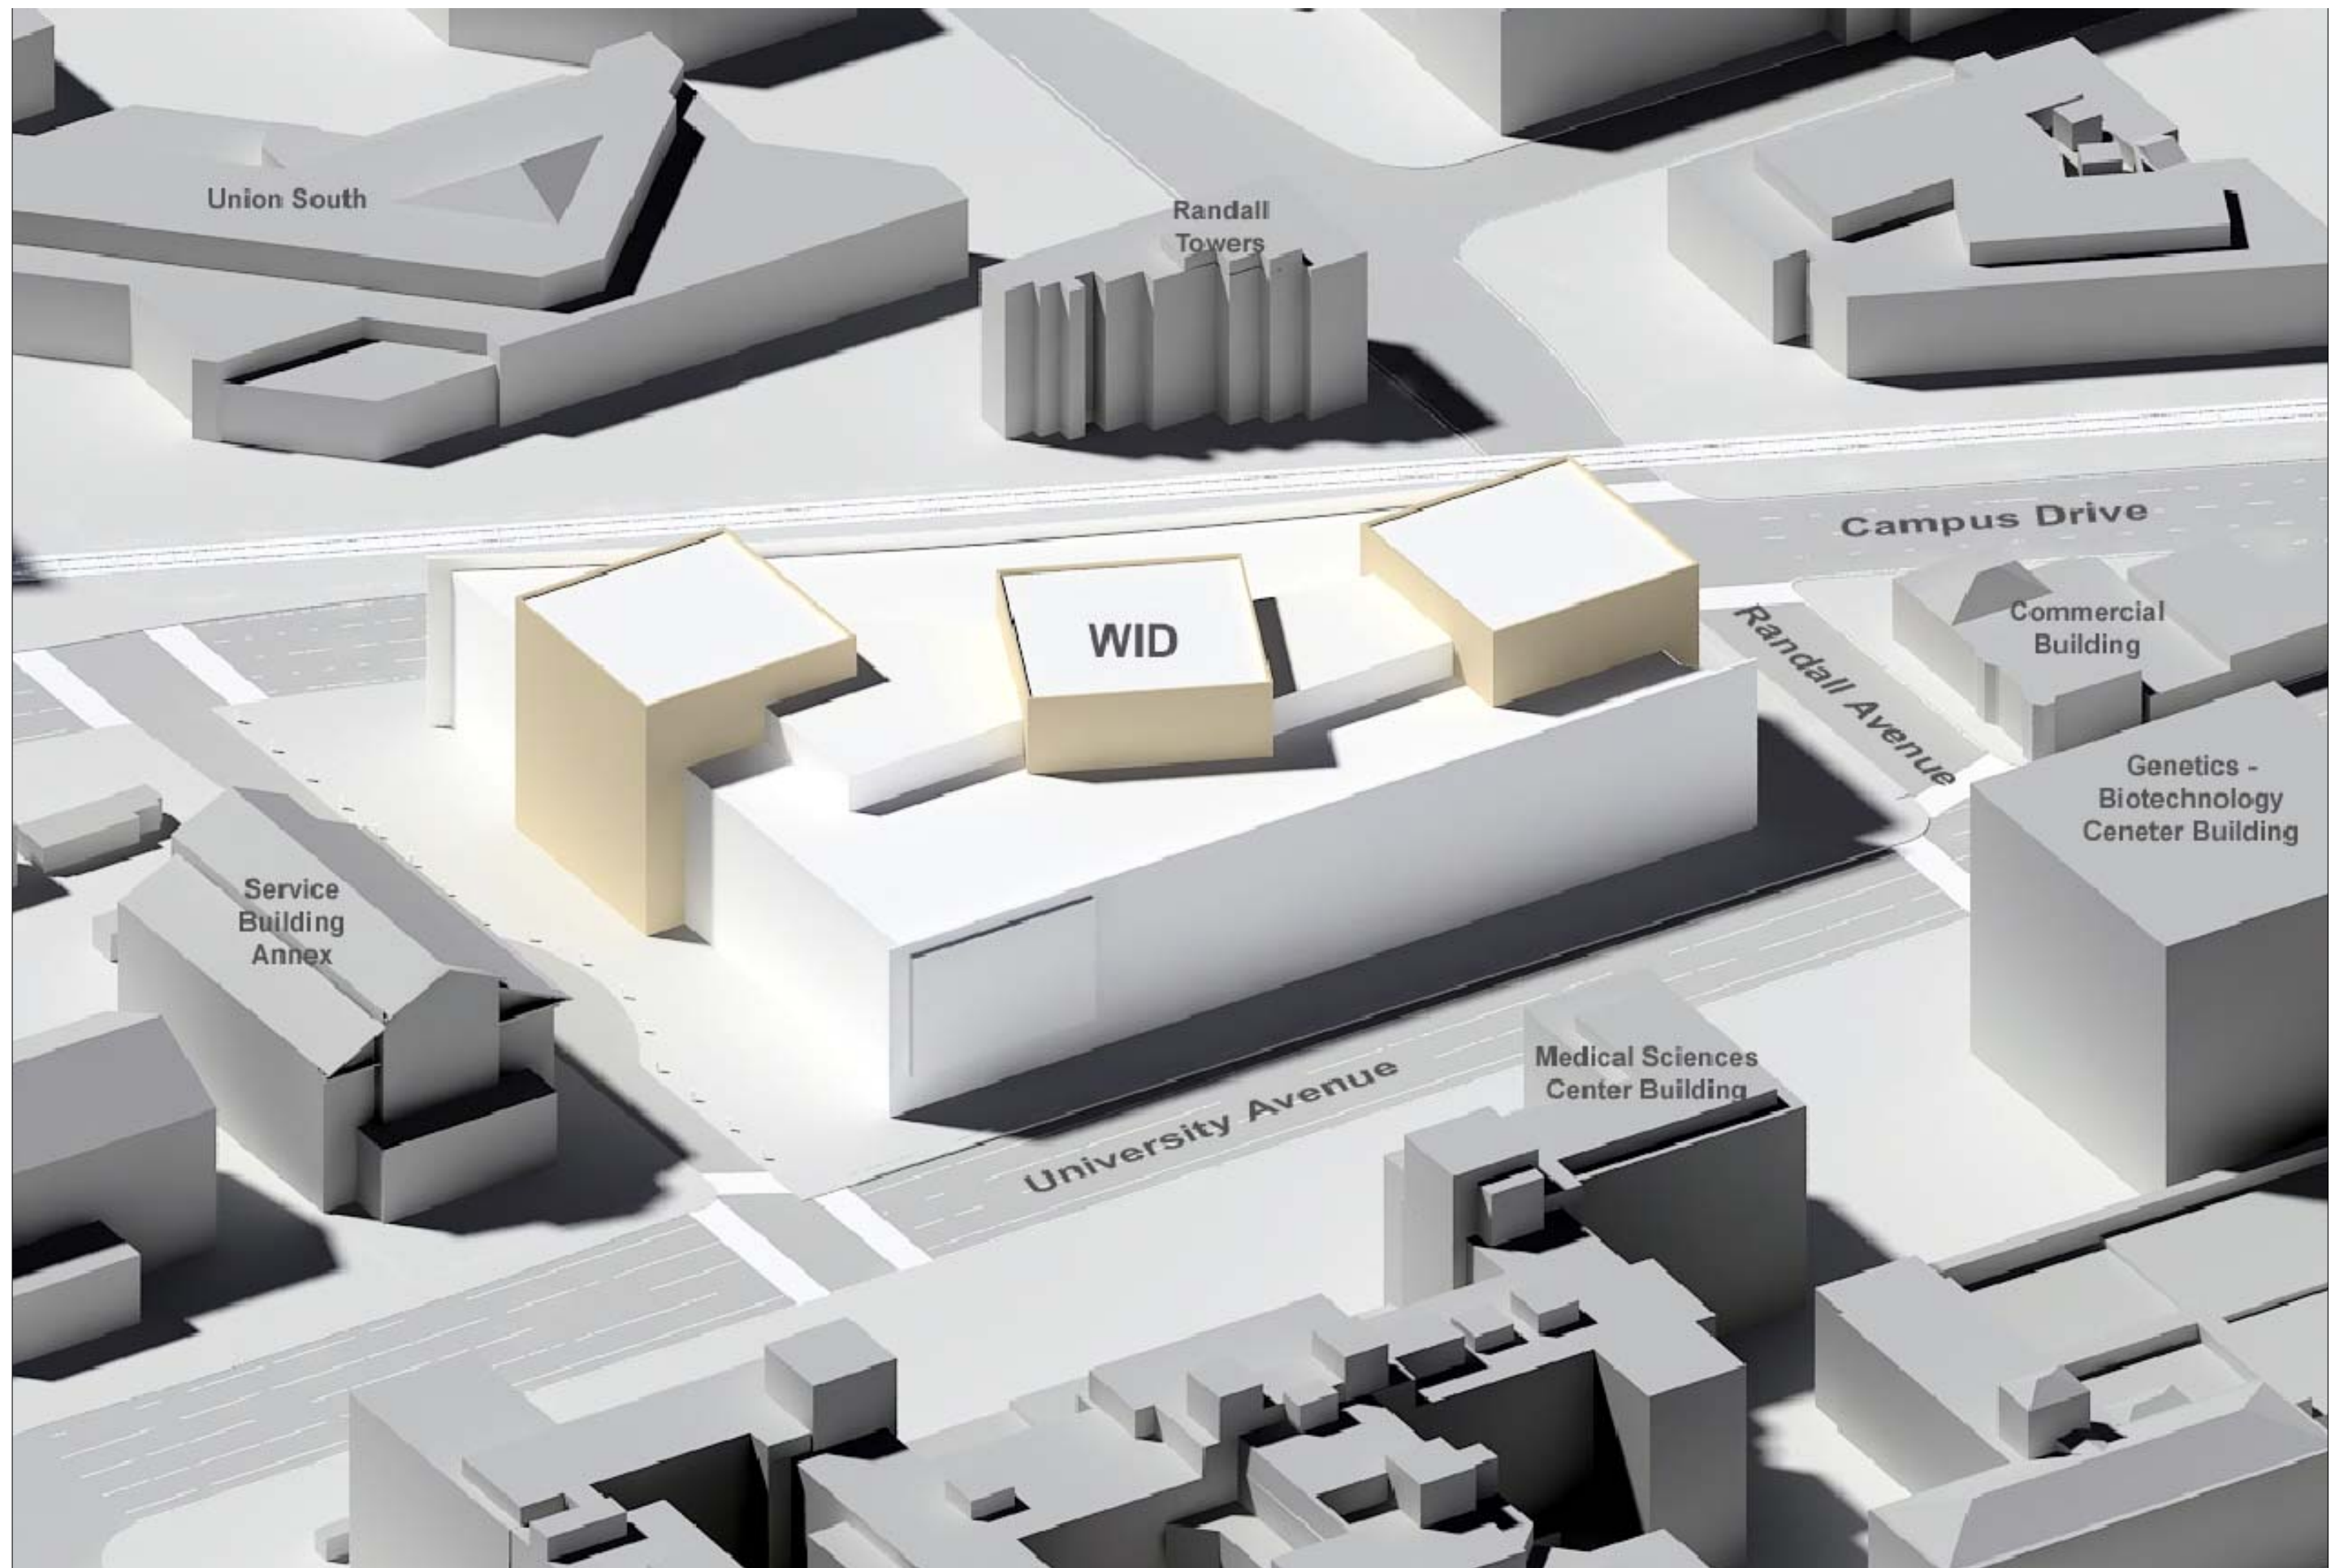 Union South
Randall
Towers
Campus Drive
WID
Commercial
Building
Randall Avenue
Genetics -
Biotechnology
Ceneter Building
Service
Building
Annex
Medical Sciences
Center Building
University Avenue